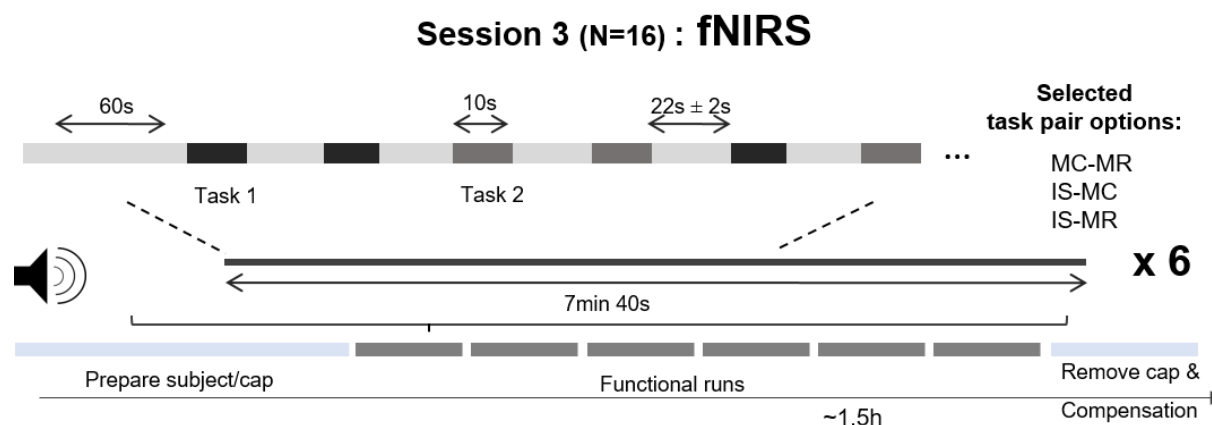 Session 3 (N=16) : fNIRS
60s
10s
22s ± 2s
Selected
task pair options:
...
MC-MR
IS-MC
IS-MR
Task 1
Task 2
x 6
7min 40s
Prepare subject/cap
Functional runs
Remove cap &
Compensation
~1.5h